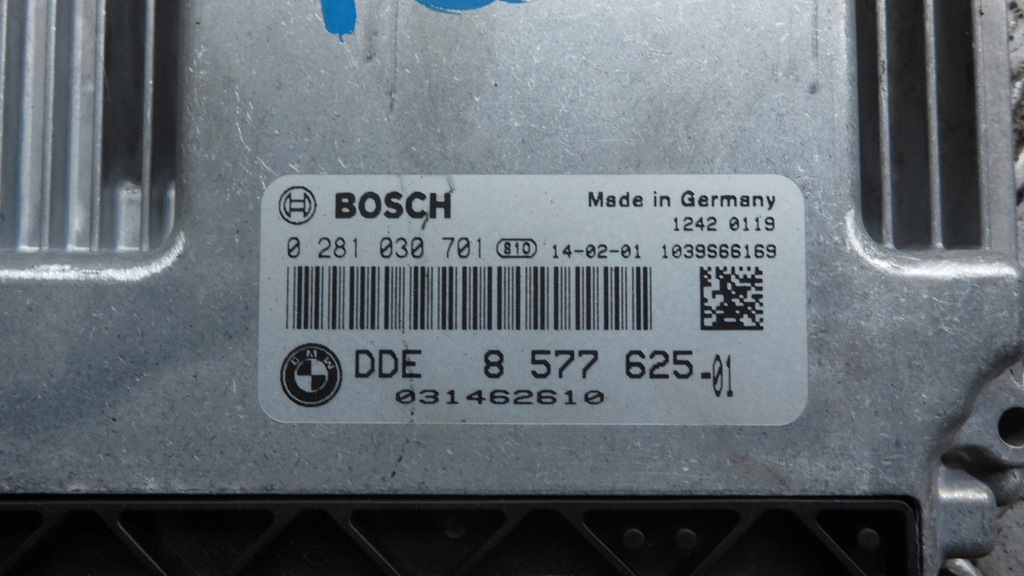 BOSCH Made in Germany
1242 0119
0 281 030 701 810 14-02-01 1039S66169
BMW DDE 8 577 625-01
031462610